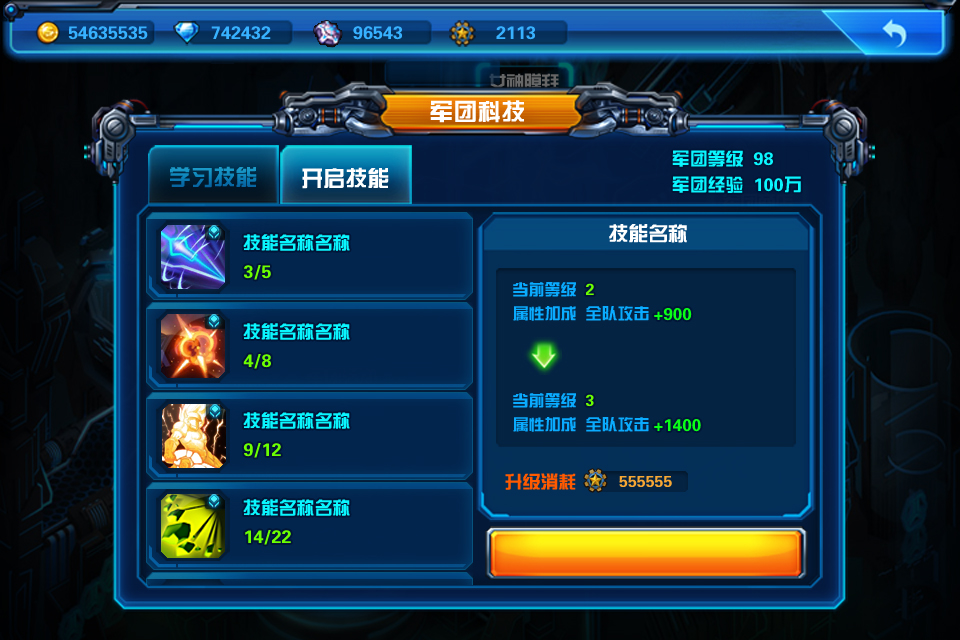 54635535 742432 96543 2113
女神膜拜
军团科技
学习技能 开启技能
军团等级 98
军团经验 100万
技能名称名称
3/5
技能名称名称
4/8
技能名称名称
9/12
技能名称名称
14/22
技能名称
当前等级 2
属性加成 全队攻击 +900
当前等级 3
属性加成 全队攻击 +1400
升级消耗 555555